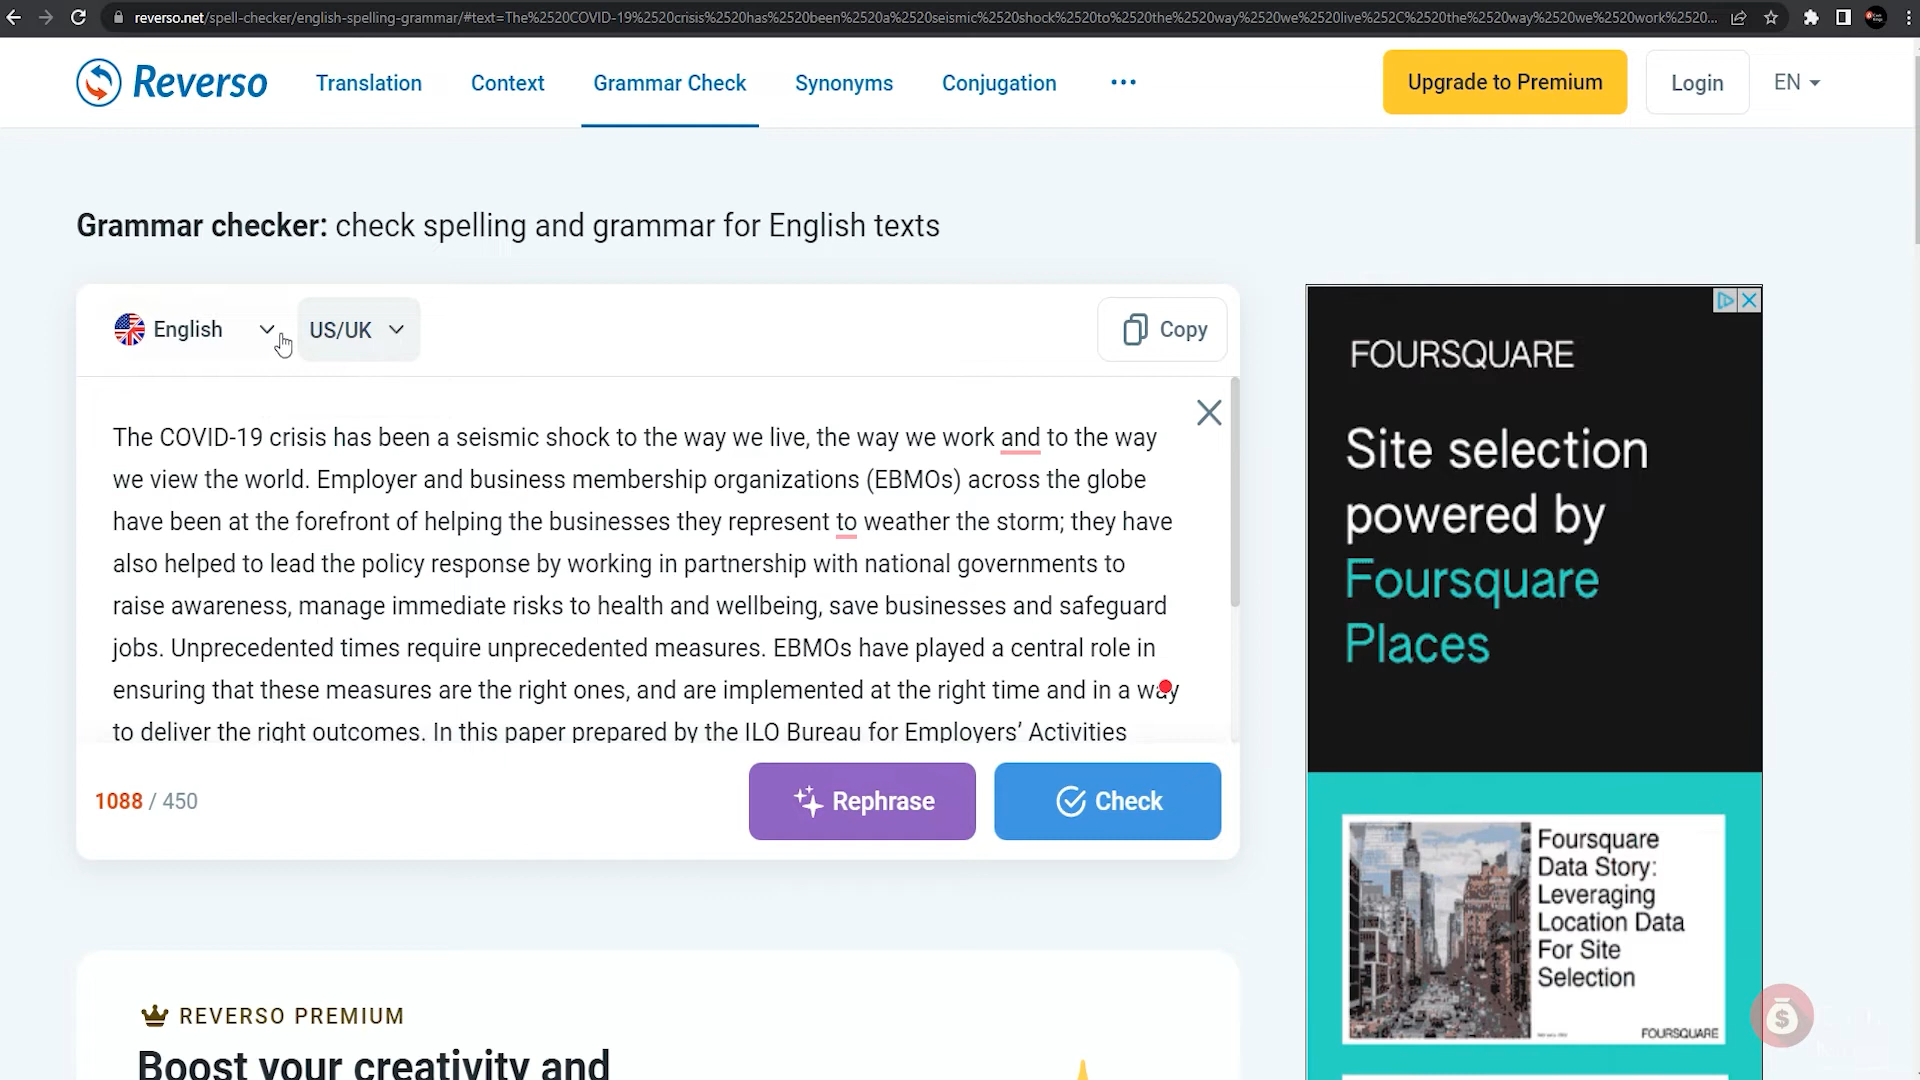 reverso.net/spell-checker/english-spelling-grammar/#text=The%2520COVID-19%2520crisis%2520has%2520been%2520a%2520seismic%2520shock%2520to%2520the%2520way%2520we%2520live%252C%2520the%2520way%2520we%2520work%2520...
Reverso Translation Context Grammar Check Synonyms Conjugation ••• Upgrade to Premium Login EN
Grammar checker: check spelling and grammar for English texts
English US/UK Copy
The COVID-19 crisis has been a seismic shock to the way we live, the way we work and to the way
we view the world. Employer and business membership organizations (EBMOs) across the globe
have been at the forefront of helping the businesses they represent to weather the storm; they have
also helped to lead the policy response by working in partnership with national governments to
raise awareness, manage immediate risks to health and wellbeing, save businesses and safeguard
jobs. Unprecedented times require unprecedented measures. EBMOs have played a central role in
ensuring that these measures are the right ones, and are implemented at the right time and in a way
to deliver the right outcomes. In this paper prepared by the ILO Bureau for Employers’ Activities
1088 / 450
Rephrase Check
REVERSO PREMIUM
Boost your creativity and
FOURSQUARE
Site selection
powered by
Foursquare
Places
Foursquare
Data Story:
Leveraging
Location Data
For Site
Selection
FOURSQUARE
$